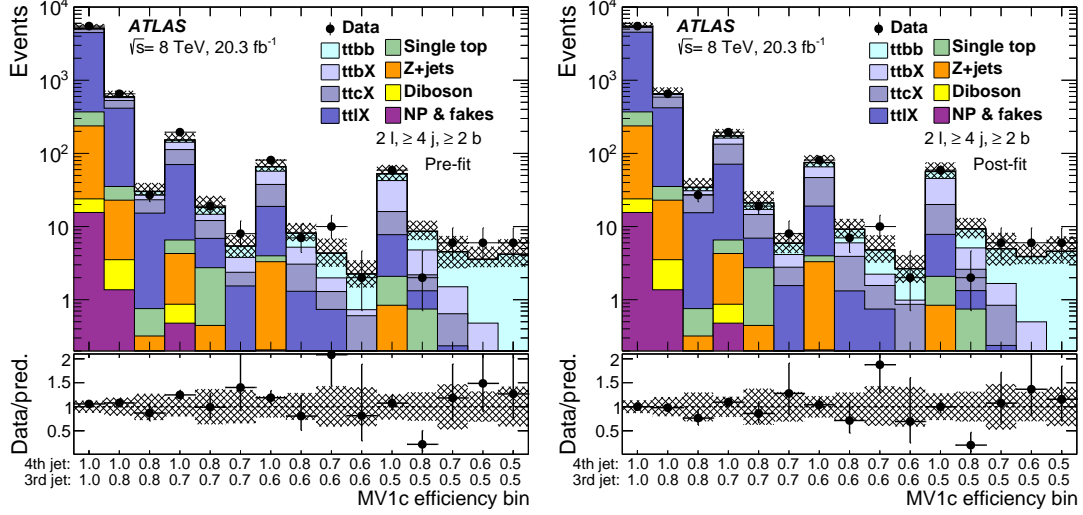 Events
10⁴
10³
10²
10
1
ATLAS
√s= 8 TeV, 20.3 fb⁻¹
Data
ttbb
ttbX
ttcX
ttlX
Single top
Z+jets
Diboson
NP & fakes
2 l, ≥ 4 j, ≥ 2 b
Pre-fit
Data/pred.
2
1.5
1
0.5
4th jet: 1.0 1.0 0.8 1.0 0.8 0.7 1.0 0.8 0.7 0.6 1.0 0.8 0.7 0.6 0.5
3rd jet: 1.0 0.8 0.8 0.7 0.7 0.7 0.6 0.6 0.6 0.6 0.5 0.5 0.5 0.5 0.5
MV1c efficiency bin
Events
10⁴
10³
10²
10
1
ATLAS
√s= 8 TeV, 20.3 fb⁻¹
Data
ttbb
ttbX
ttcX
ttlX
Single top
Z+jets
Diboson
NP & fakes
2 l, ≥ 4 j, ≥ 2 b
Post-fit
Data/pred.
2
1.5
1
0.5
4th jet: 1.0 1.0 0.8 1.0 0.8 0.7 1.0 0.8 0.7 0.6 1.0 0.8 0.7 0.6 0.5
3rd jet: 1.0 0.8 0.8 0.7 0.7 0.7 0.6 0.6 0.6 0.6 0.5 0.5 0.5 0.5 0.5
MV1c efficiency bin